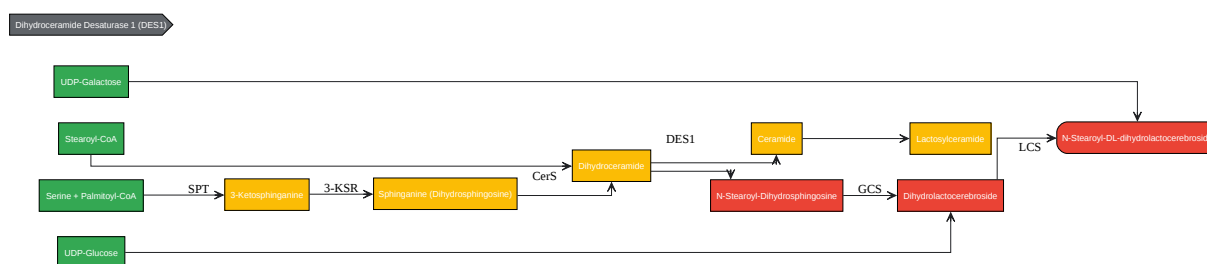 Dihydroceramide Desaturase 1 (DES1)
UDP-Galactose
Stearoyl-CoA
DES1
Ceramide
Lactosylceramide
N-Stearoyl-DL-dihydrolactocerebrosid
LCS
Dihydroceramide
CerS
Serine + Palmitoyl-CoA
SPT
3-Ketosphinganine
3-KSR
Sphinganine (Dihydrosphingosine)
N-Stearoyl-Dihydrosphingosine
GCS
Dihydrolactocerebroside
UDP-Glucose